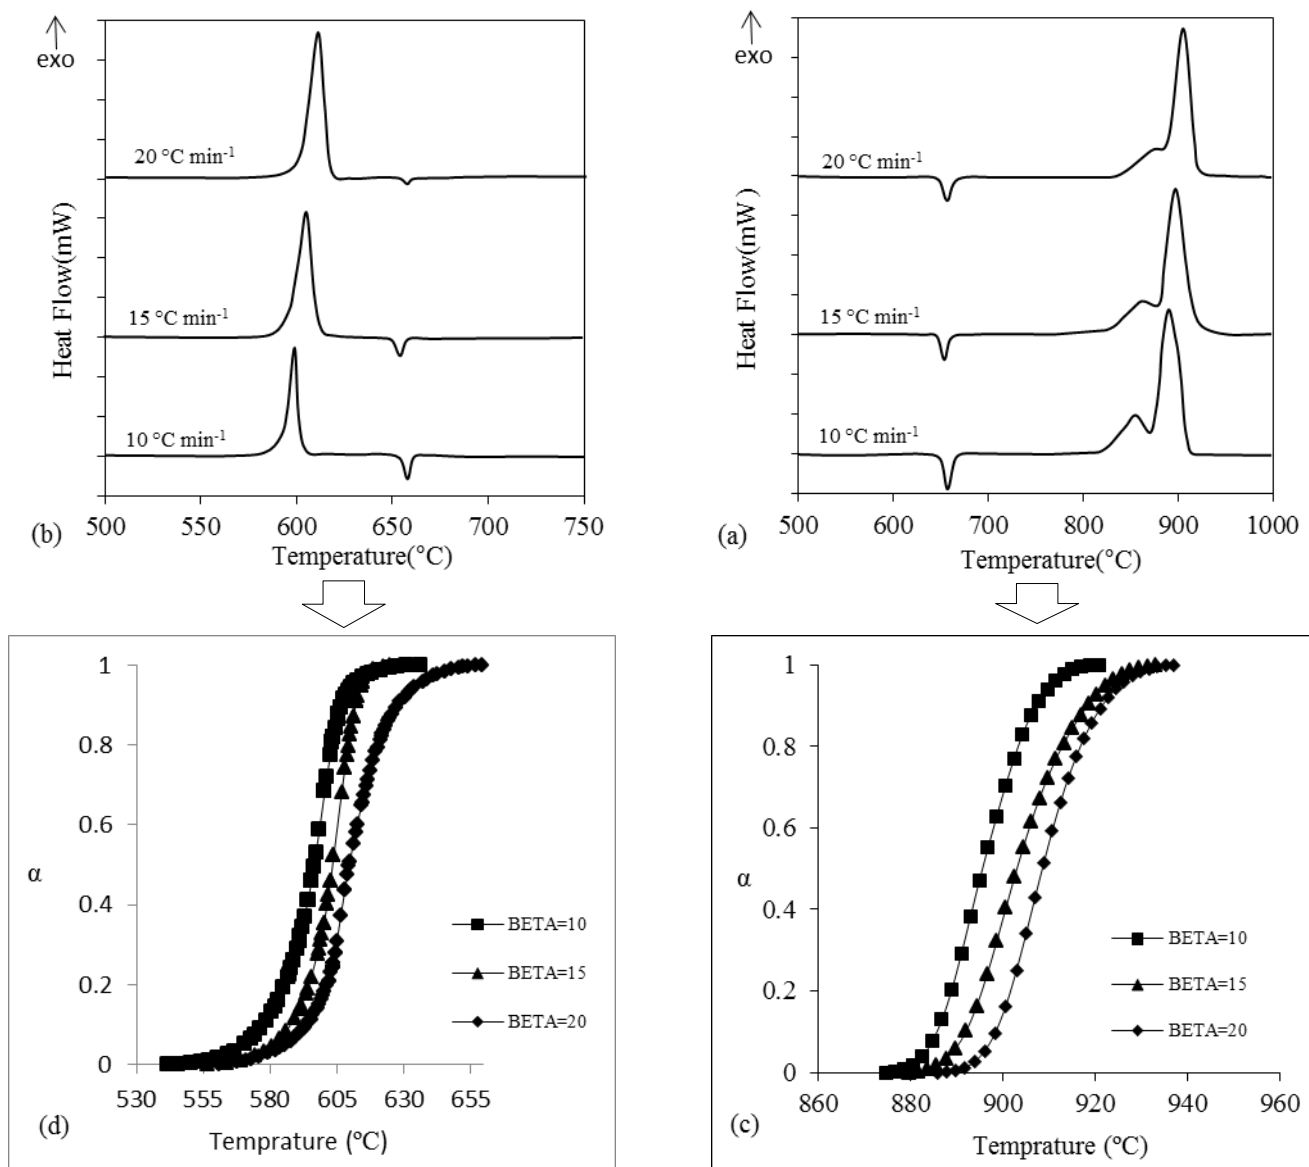 exo
20 °C min-1
15 °C min-1
10 °C min-1
Heat Flow(mW)
500 550 600 650 700 750
(b)
Temperature(°C)
exo
20 °C min-1
15 °C min-1
10 °C min-1
Heat Flow(mW)
500 600 700 800 900 1000
(a)
Temperature(°C)
1
0.8
0.6
α
0.4
0.2
0
BETA=10
BETA=15
BETA=20
530 555 580 605 630 655
(d)
Temprature (ºC)
1
0.8
0.6
α
0.4
0.2
0
BETA=10
BETA=15
BETA=20
860 880 900 920 940 960
(c)
Temprature (ºC)